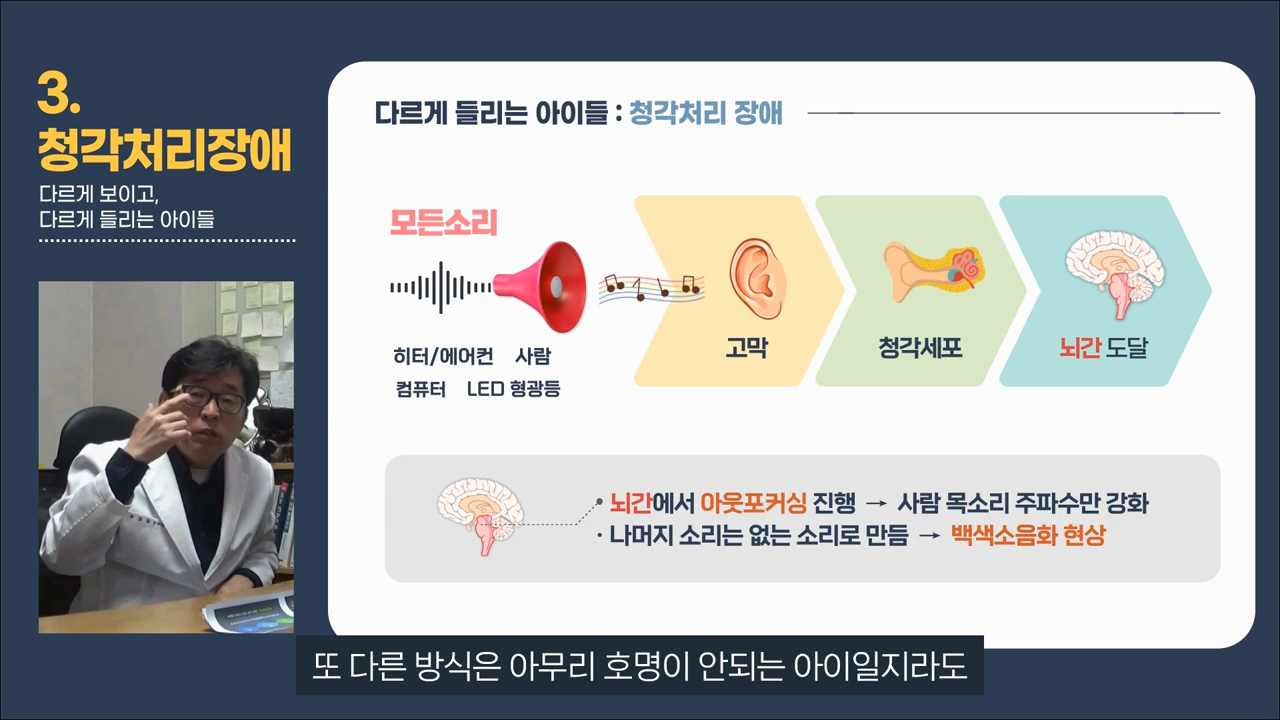 3.
청각처리장애
다르게 보이고,
다르게 들리는 아이들
다르게 들리는 아이들 : 청각처리 장애
모든소리
히터/에어컨 사람
컴퓨터 LED 형광등
고막
청각세포
뇌간 도달
뇌간에서 아웃포커싱 진행 → 사람 목소리 주파수만 강화
· 나머지 소리는 없는 소리로 만듬 → 백색소음화 현상
또 다른 방식은 아무리 호명이 안되는 아이일지라도